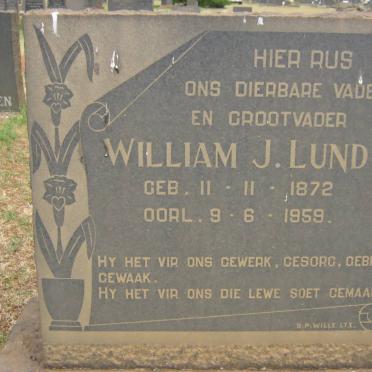 HIER RUS
ONS DIERBARE VADE
EN GROOTVADER
WILLIAM J. LUND
GEB. 11 - 11 - 1872
OORL. 9 - 6 - 1959.
HY HET VIR ONS GEWERK, GESORG, GEB
GEWAAK.
HY HET VIR ONS DIE LEWE SOET GEMAA